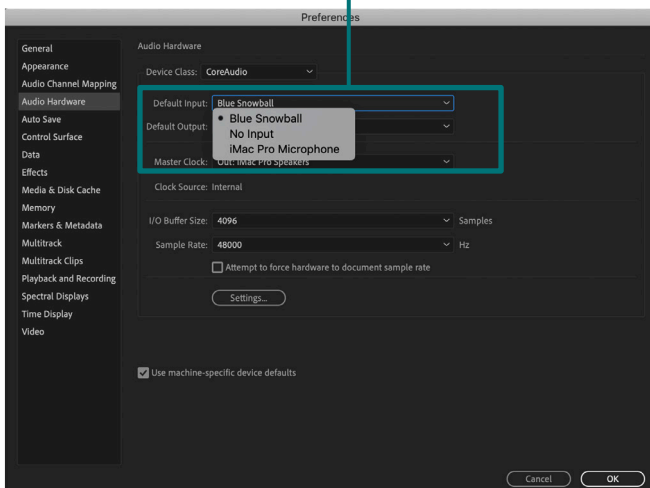 Preferences
General
Appearance
Audio Channel Mapping
Audio Hardware
Auto Save
Control Surface
Data
Effects
Media & Disk Cache
Memory
Markers & Metadata
Multitrack
Multitrack Clips
Playback and Recording
Spectral Displays
Time Display
Video
Audio Hardware
Device Class: CoreAudio
Default Input: Blue Snowball
• Blue Snowball
No Input
iMac Pro Microphone
Default Output:
Master Clock: Out: iMac Pro Speakers
Clock Source: Internal
I/O Buffer Size: 4096 Samples
Sample Rate: 48000 Hz
Attempt to force hardware to document sample rate
Settings...
Use machine-specific device defaults
Cancel OK